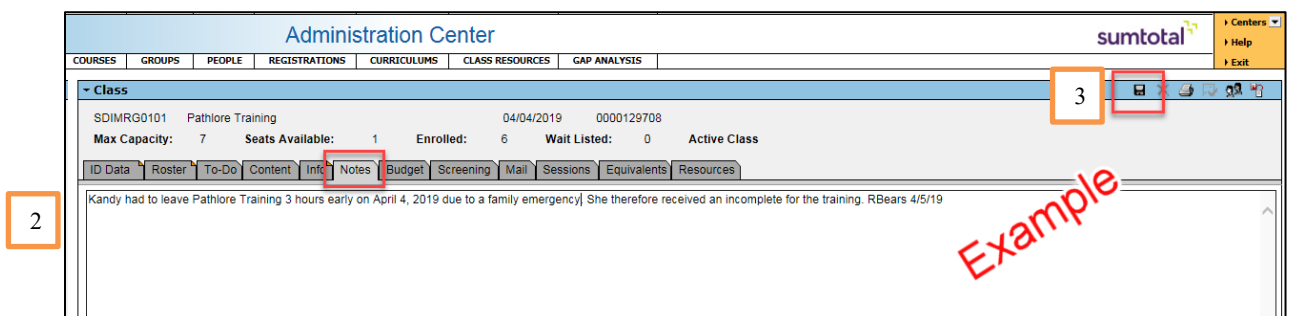 Administration Center
sumtotal
Centers
Help
Exit
COURSES GROUPS PEOPLE REGISTRATIONS CURRICULUMS CLASS RESOURCES GAP ANALYSIS
3
Class
SDIMRG0101 Pathlore Training 04/04/2019 0000129708
Max Capacity: 7 Seats Available: 1 Enrolled: 6 Wait Listed: 0 Active Class
ID Data Roster To-Do Content Info Notes Budget Screening Mail Sessions Equivalents Resources
2
Kandy had to leave Pathlore Training 3 hours early on April 4, 2019 due to a family emergency. She therefore received an incomplete for the training. RBears 4/5/19
Example